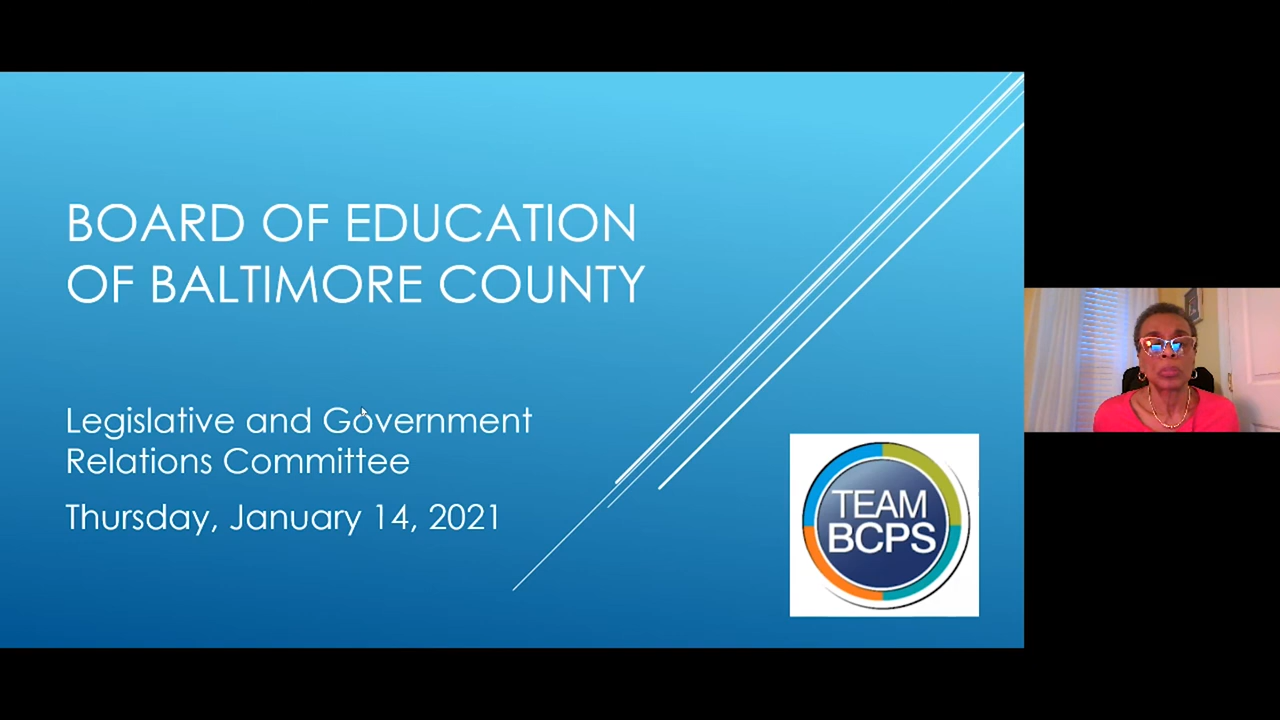 BOARD OF EDUCATION
OF BALTIMORE COUNTY
Legislative and Government
Relations Committee
Thursday, January 14, 2021
TEAM
BCPS